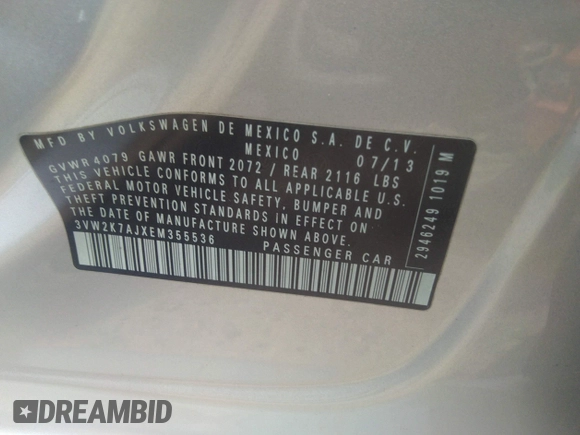 MFD BY VOLKSWAGEN DE MEXICO S.A. DE C.V.
MEXICO 07/13
GVWR 4079 GAWR FRONT 2072 / REAR 2116 LBS
THIS VEHICLE CONFORMS TO ALL APPLICABLE U.S.
FEDERAL MOTOR VEHICLE SAFETY, BUMPER AND
THEFT PREVENTION STANDARDS IN EFFECT ON
THE DATE OF MANUFACTURE SHOWN ABOVE.
3VW2K7AJXEM355536 PASSENGER CAR
2946249 1019 M
DREAMBID